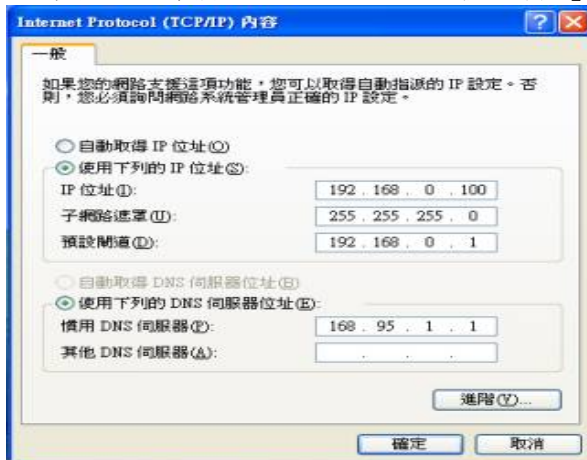 Internet Protocol (TCP/IP) 內容
一般
如果您的網路支援這項功能，您可以取得自動指派的 IP 設定。否
則，您必須詢問網路系統管理員正確的 IP 設定。
自動取得 IP 位址(O)
使用下列的 IP 位址(S):
IP 位址(I): 192 . 168 . 0 . 100
子網路遮罩(U): 255 . 255 . 255 . 0
預設閘道(D): 192 . 168 . 0 . 1
自動取得 DNS 伺服器位址(B)
使用下列的 DNS 伺服器位址(E):
慣用 DNS 伺服器(P): 168 . 95 . 1 . 1
其他 DNS 伺服器(A): . . .
進階(V)...
確定 取消